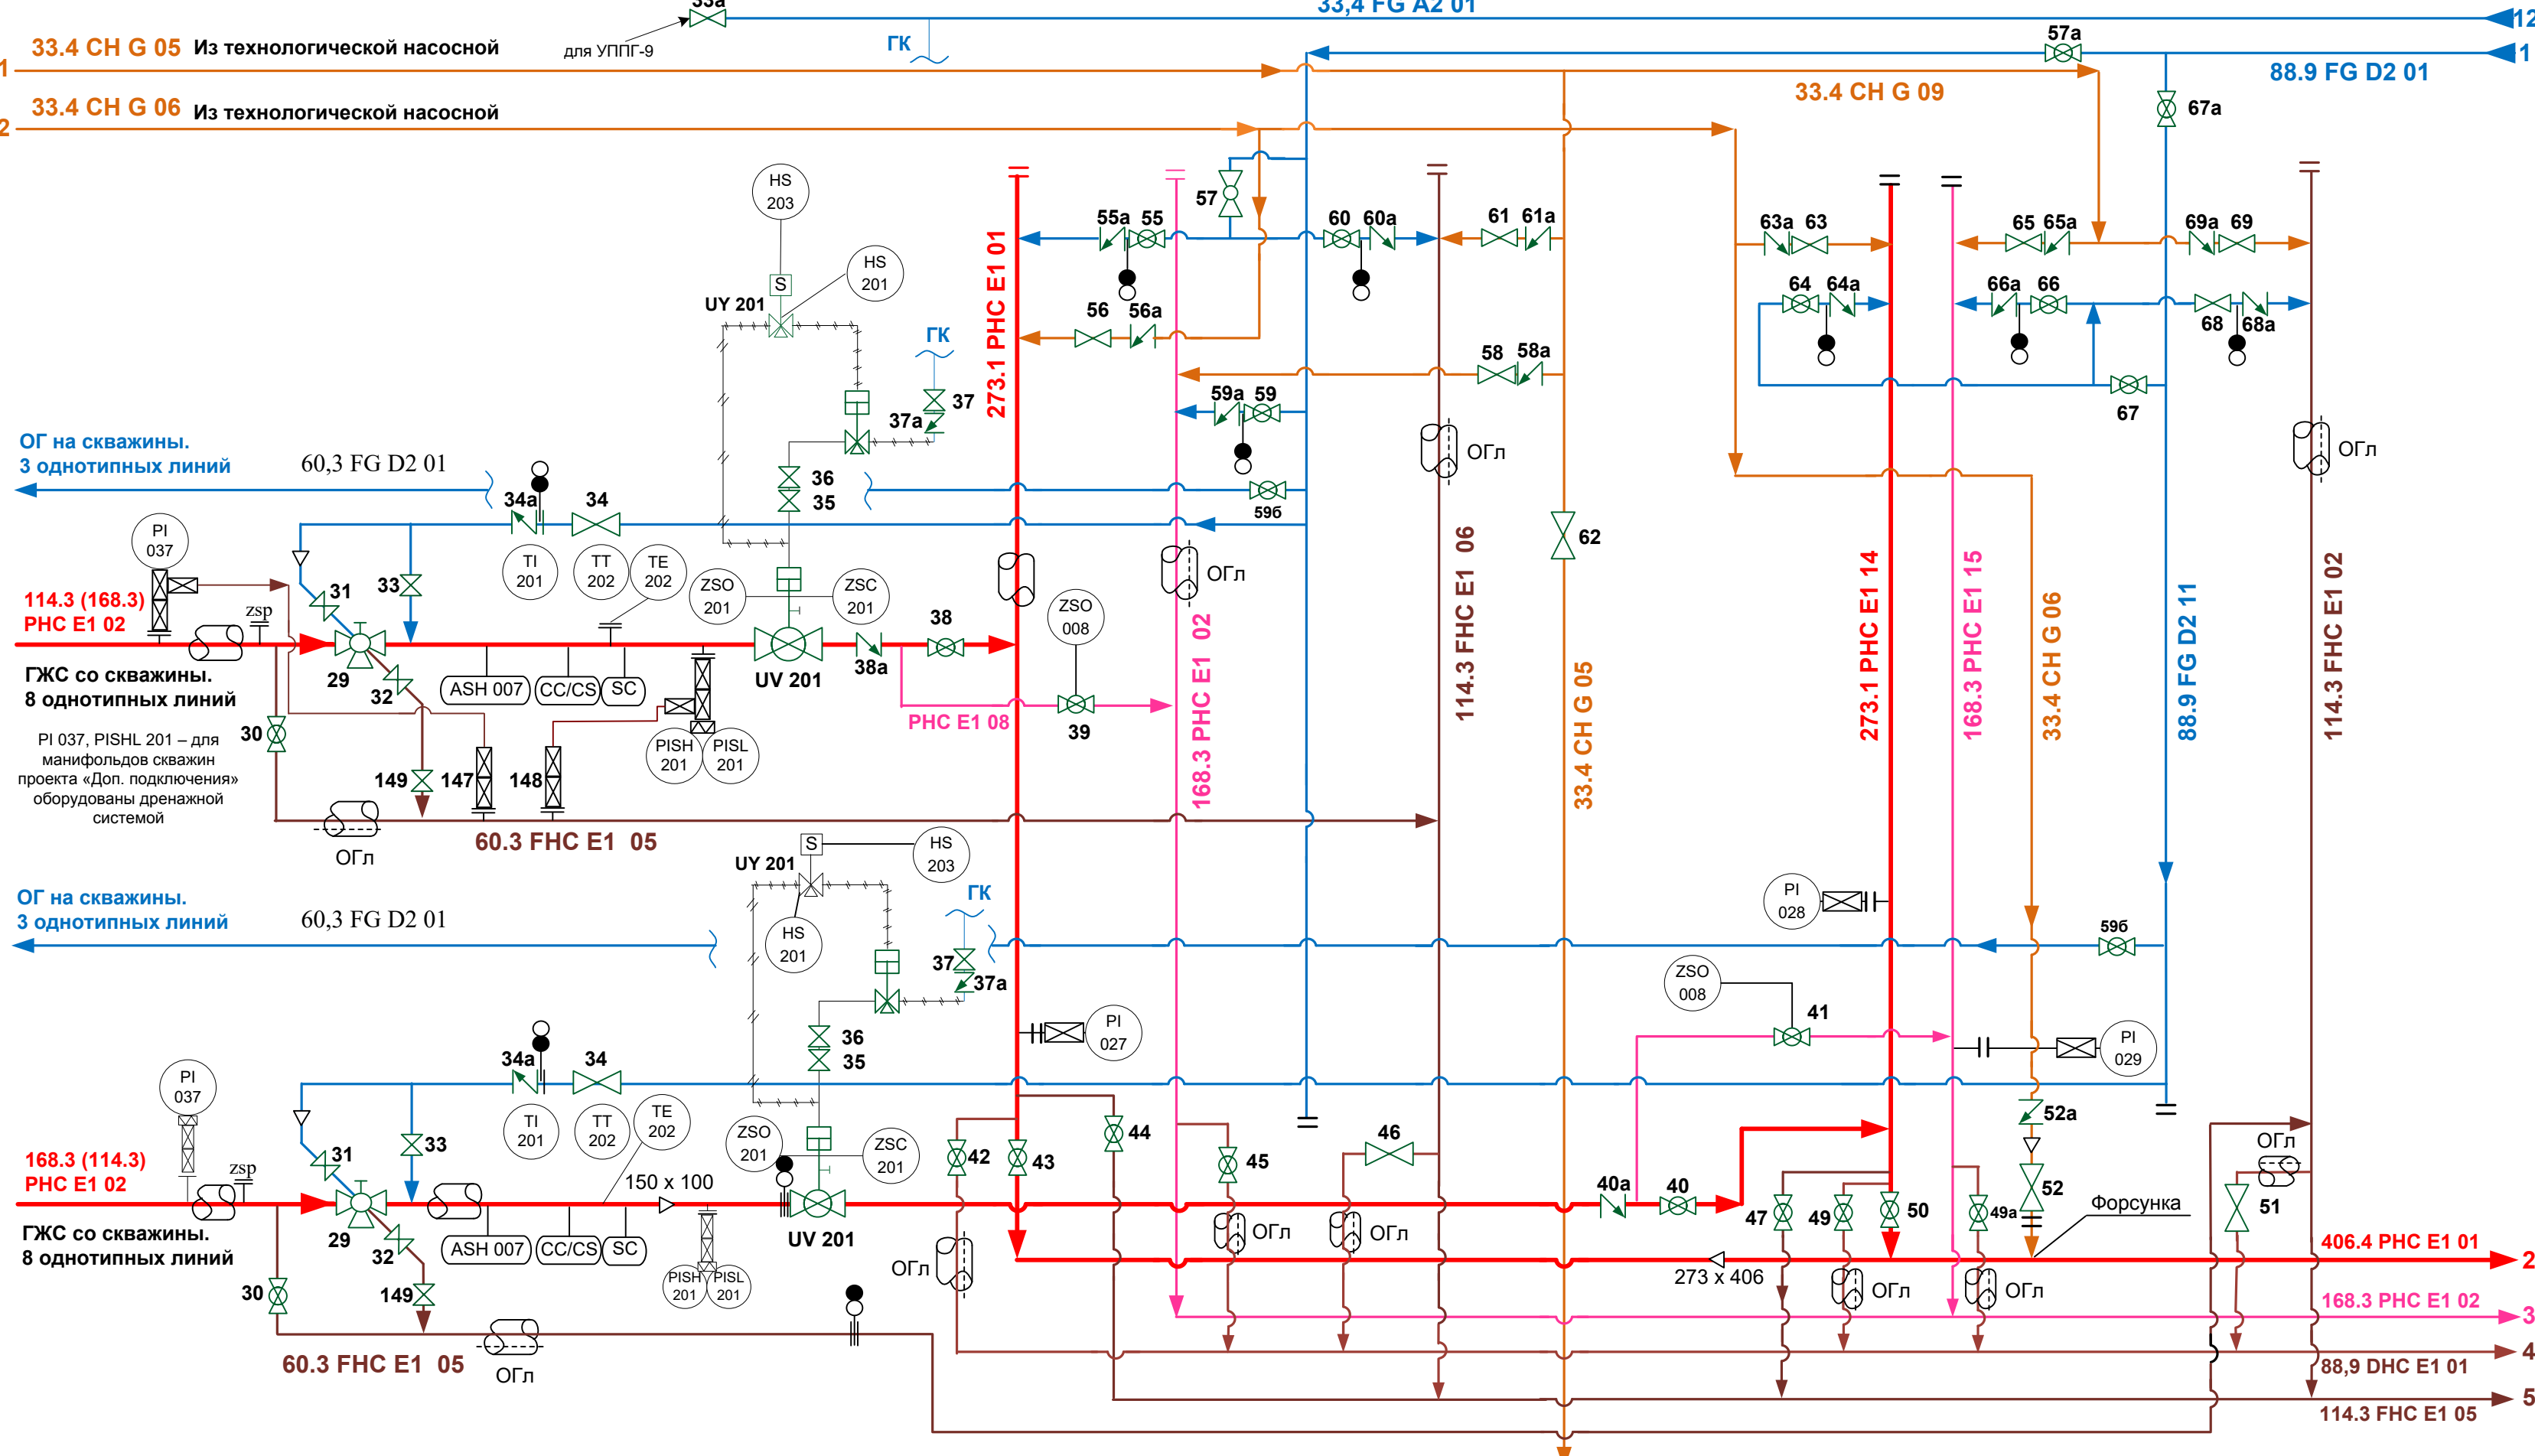 33а
33,4 FG A2 01
12
33.4 CH G 05 Из технологической насосной
для УППГ-9
ГК
57а
1
1
88.9 FG D2 01
33.4 CH G 09
33.4 CH G 06 Из технологической насосной
2
67а
HS
203
57
55а 55
60 60а
61 61а
63а 63
65 65а
69а 69
HS
201
S
UY 201
273.1 PHC E1 01
56 56а
64 64а
66а 66
68 68а
ГК
58 58а
37
37а
59а 59
67
ОГл
ОГл
ОГ на скважины.
3 однотипных линий
60,3 FG D2 01
36
35
34а 34
59б
62
PI
037
TI
201
TT
202
TE
202
ZSO
201
ZSC
201
ОГл
114.3 (168.3)
PHC E1 02
zsp
31
33
38
ZSO
008
168.3 PHC E1 02
114.3 FHC E1 06
33.4 CH G 05
273.1 PHC E1 14
168.3 PHC E1 15
33.4 CH G 06
88.9 FG D2 11
114.3 FHC E1 02
ГЖС со скважины.
8 однотипных линий
29
32
ASH 007
CC/CS
SC
UV 201
38а
PHC E1 08
39
30
PI 037, PISHL 201 – для
манифольдов скважин
проекта «Доп. подключения»
оборудованы дренажной
системой
149
147
148
PISH
201
PISL
201
ОГл
60.3 FHC E1 05
S
HS
203
UY 201
ГК
ОГ на скважины.
3 однотипных линий
60,3 FG D2 01
HS
201
PI
028
59б
37
37а
ZSO
008
41
36
35
PI
027
PI
029
34а 34
PI
037
TI
201
TT
202
TE
202
ZSO
201
ZSC
201
52а
44
42
43
45
46
ОГл
168.3 (114.3)
PHC E1 02
zsp
31
33
150 x 100
40а 40
47
49
50
49а
52
Форсунка
51
ГЖС со скважины.
8 однотипных линий
29
32
ASH 007
CC/CS
SC
UV 201
ОГл
ОГл
ОГл
406.4 PHC E1 01
2
273 x 406
30
149
PISH
201
PISL
201
ОГл
ОГл
168.3 PHC E1 02
3
60.3 FHC E1 05
ОГл
88,9 DHC E1 01
4
114.3 FHC E1 05
5